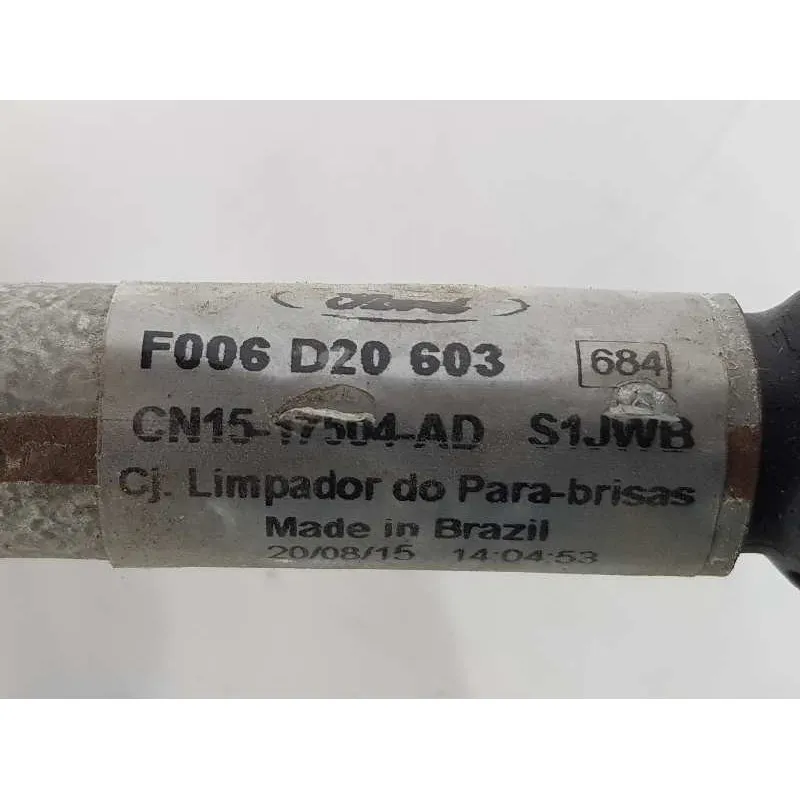 Ford
F006 D20 603 684
CN15-17504-AD S1JWB
Cj. Limpador do Para-brisas
Made in Brazil
20/08/15 14:04:53